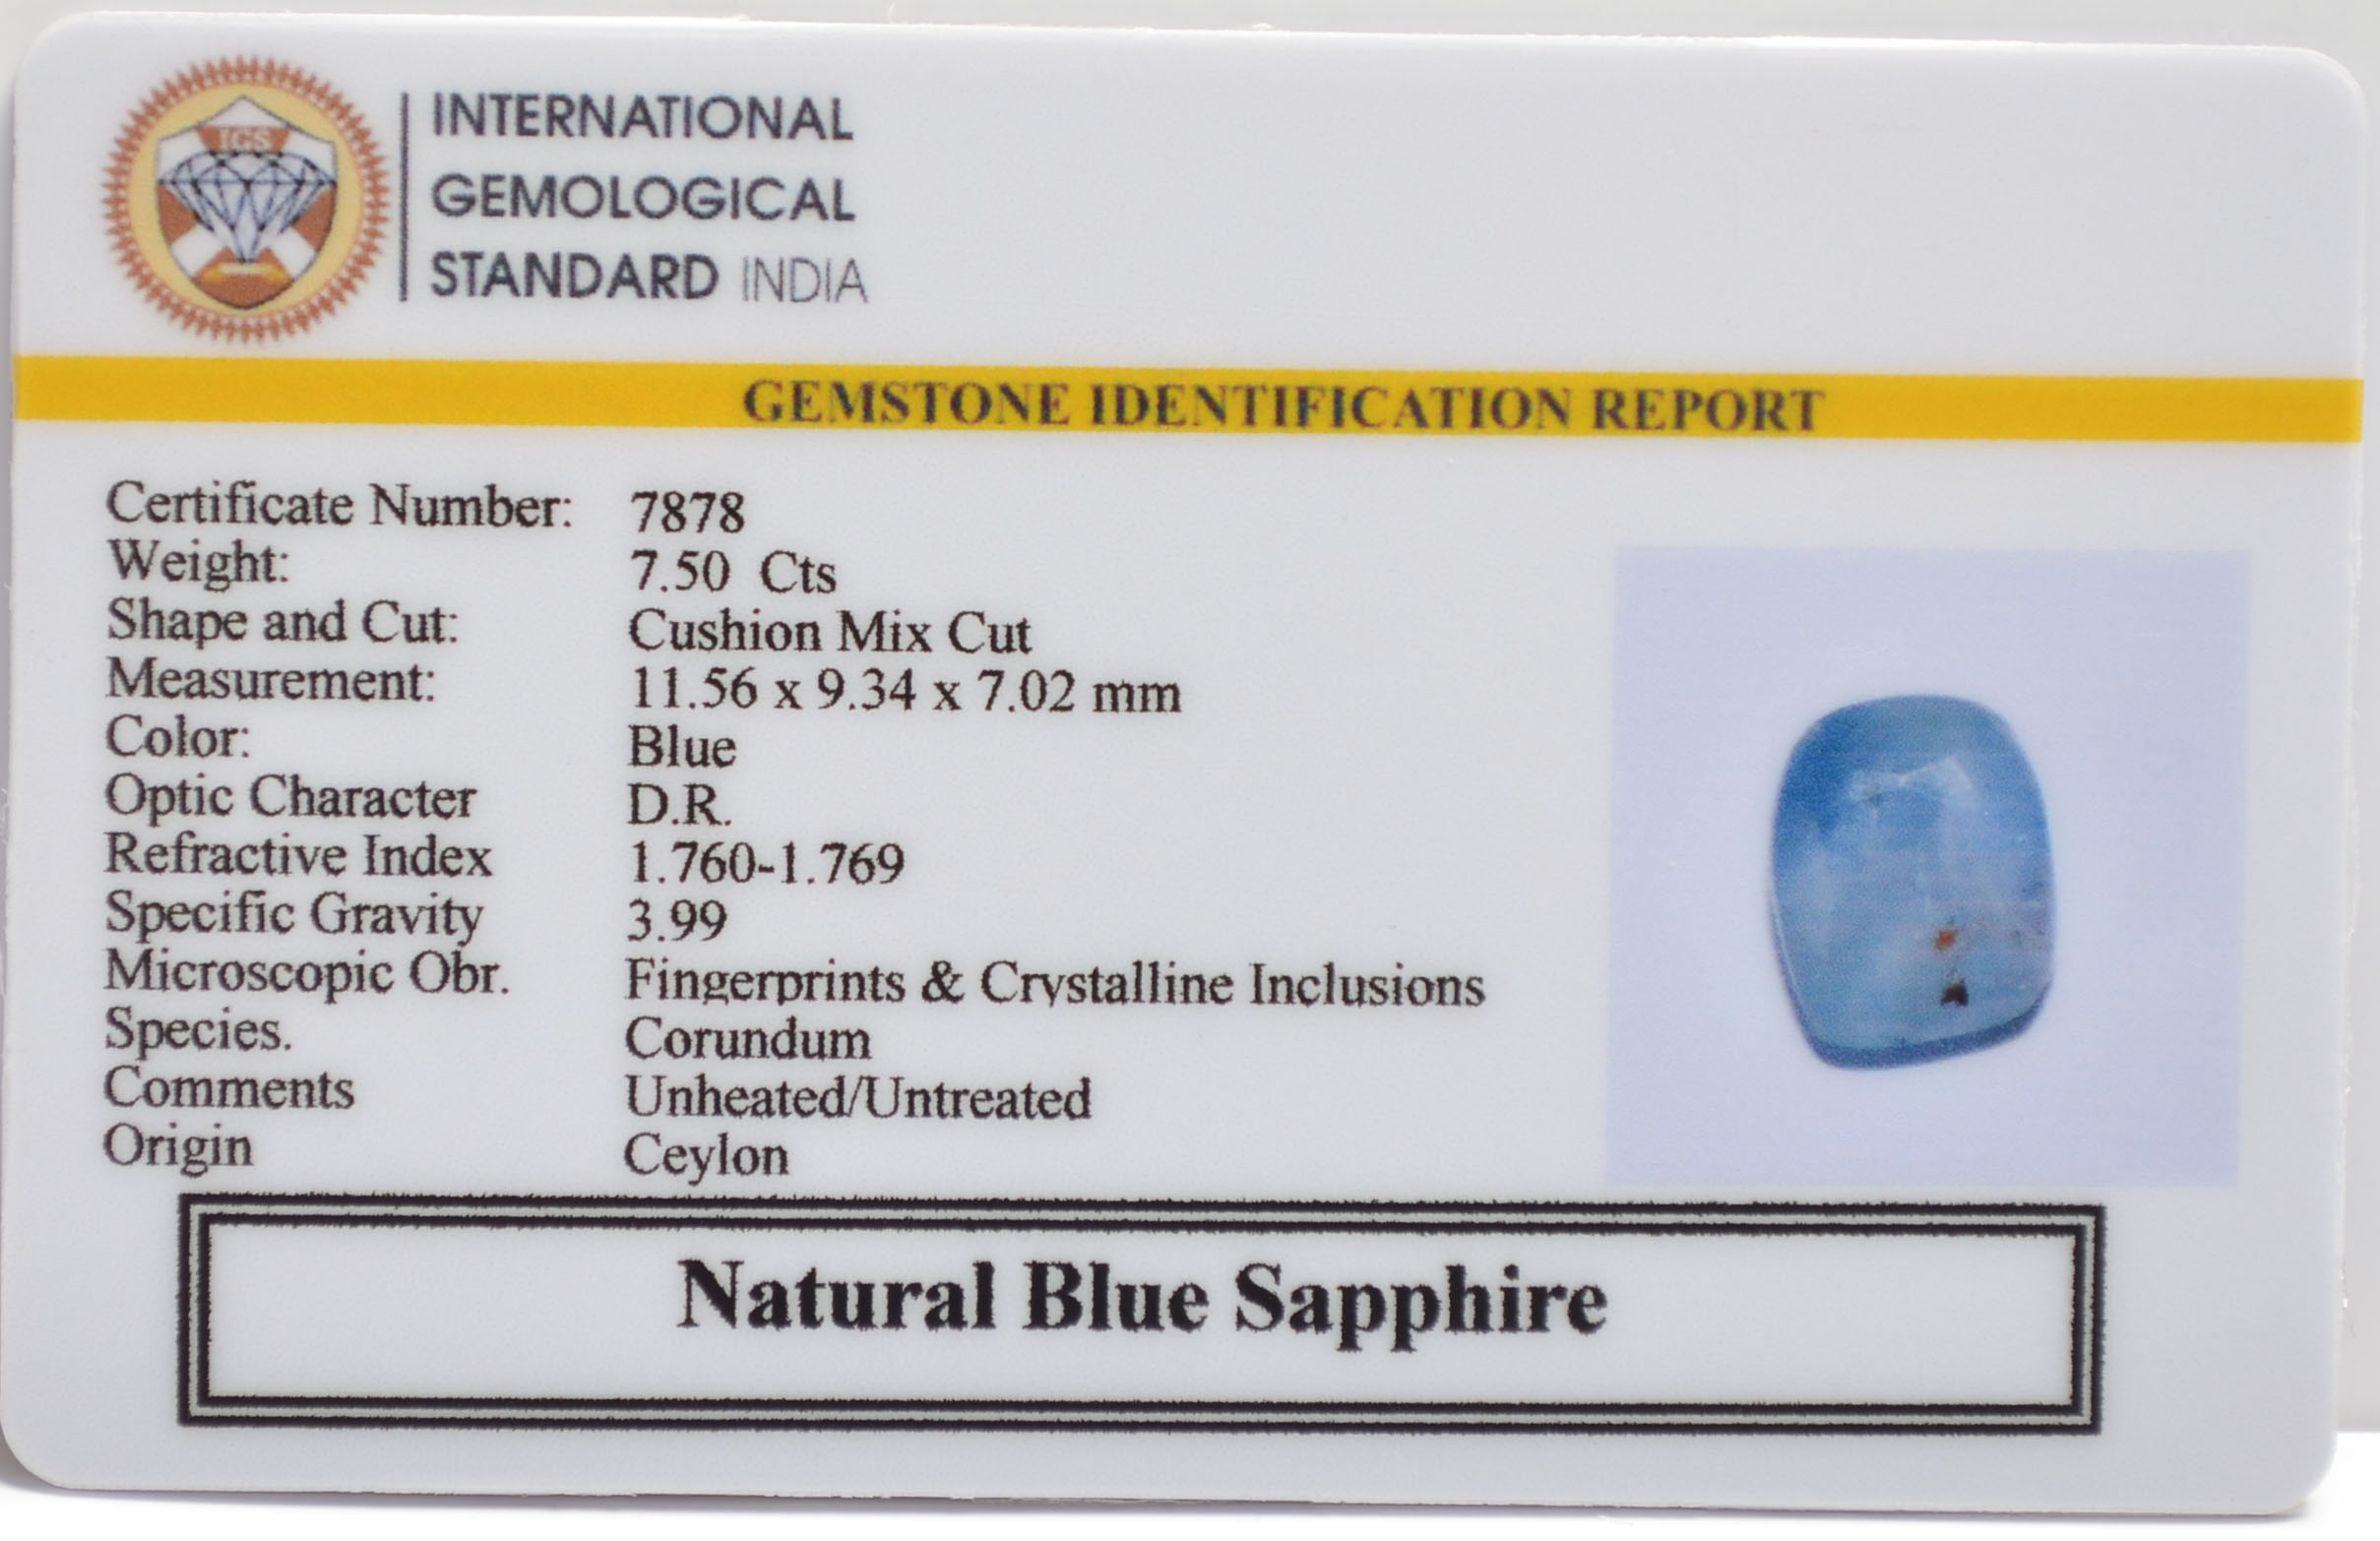 IGS
INTERNATIONAL
GEMOLOGICAL
STANDARD INDIA
GEMSTONE IDENTIFICATION REPORT
Certificate Number: 7878
Weight: 7.50 Cts
Shape and Cut: Cushion Mix Cut
Measurement: 11.56 x 9.34 x 7.02 mm
Color: Blue
Optic Character D.R.
Refractive Index 1.760-1.769
Specific Gravity 3.99
Microscopic Obr. Fingerprints & Crystalline Inclusions
Species. Corundum
Comments Unheated/Untreated
Origin Ceylon
Natural Blue Sapphire